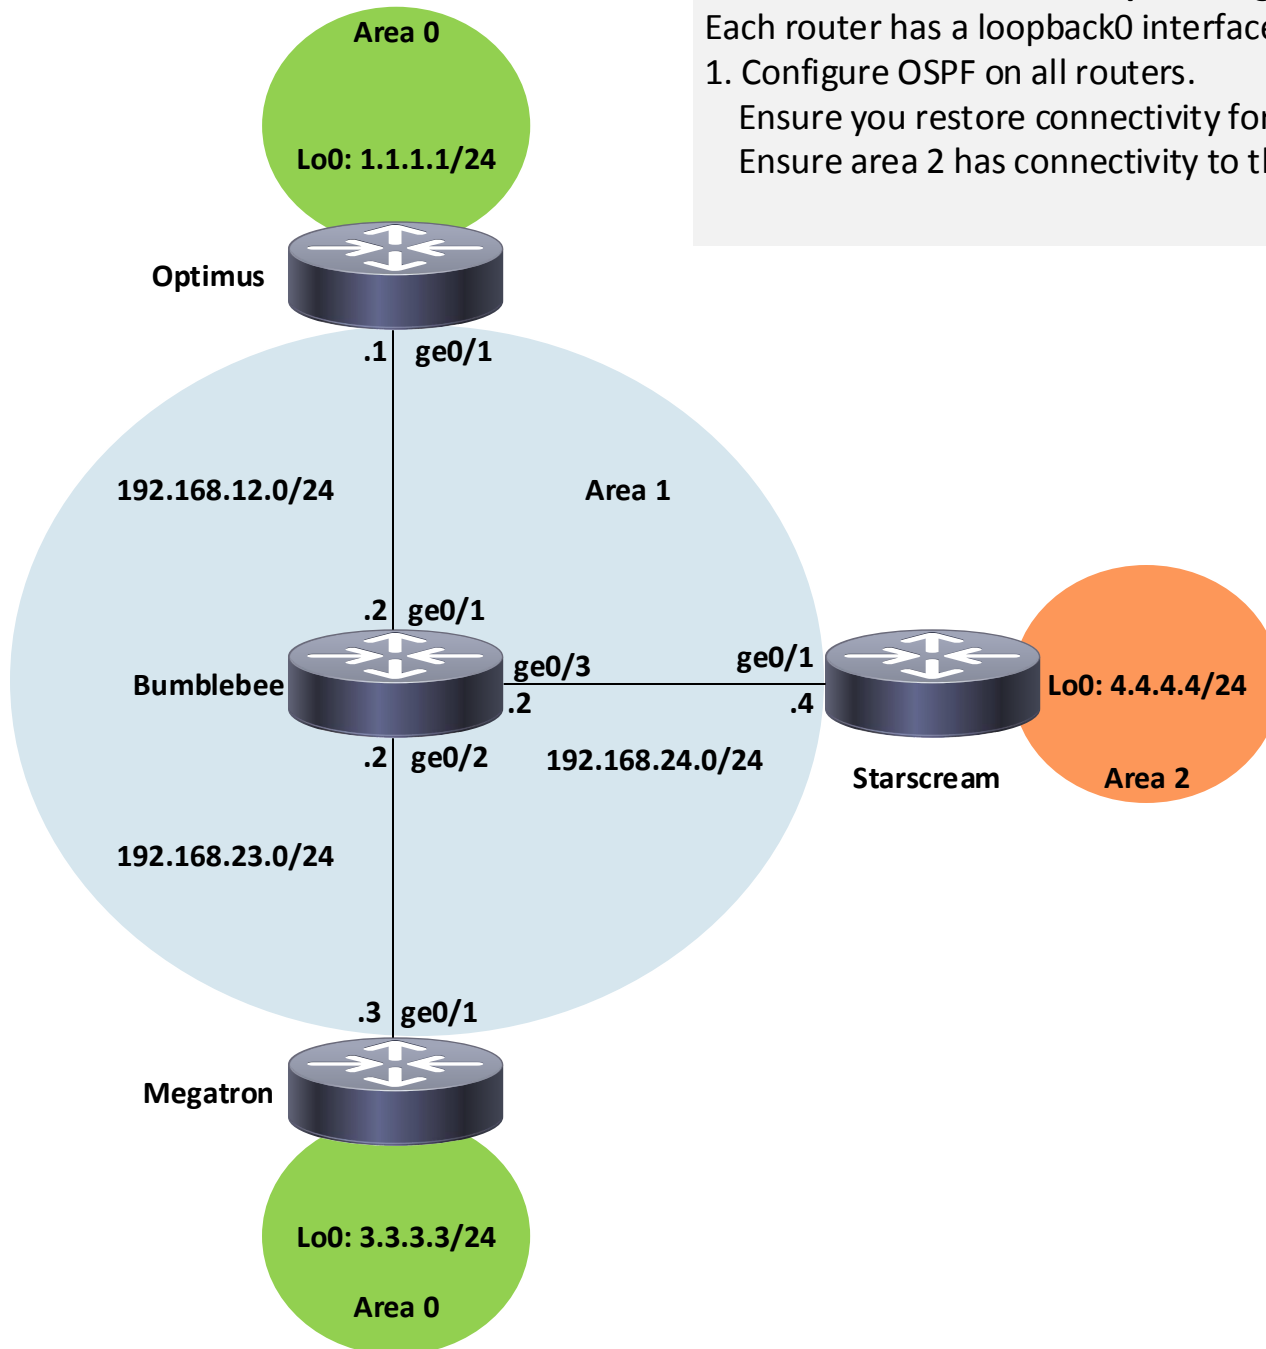 Each router has a loopback0 interface
1. Configure OSPF on all routers.
Ensure you restore connectivity for
Ensure area 2 has connectivity to
Area 0
Lo0: 1.1.1.1/24
Optimus
.1 ge0/1
192.168.12.0/24
Area 1
.2 ge0/1
Bumblebee
ge0/3
.2
ge0/1
.4
Lo0: 4.4.4.4/24
.2 ge0/2
192.168.24.0/24
Starscream
Area 2
192.168.23.0/24
.3 ge0/1
Megatron
Lo0: 3.3.3.3/24
Area 0